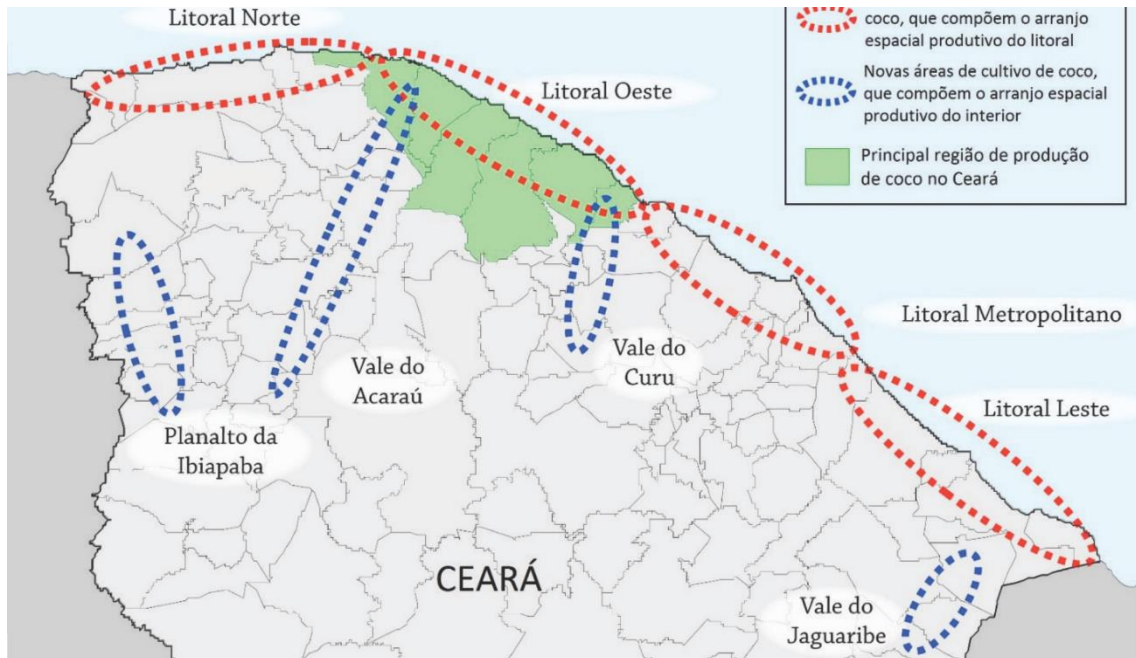 Litoral Norte
coco, que compõem o arranjo
espacial produtivo do litoral
Litoral Oeste
Novas áreas de cultivo de coco,
que compõem o arranjo espacial
produtivo do interior
Principal região de produção
de coco no Ceará
Litoral Metropolitano
Vale do
Acaraú
Vale do
Curu
Litoral Leste
Planalto da
Ibiapaba
CEARÁ
Vale do
Jaguaribe